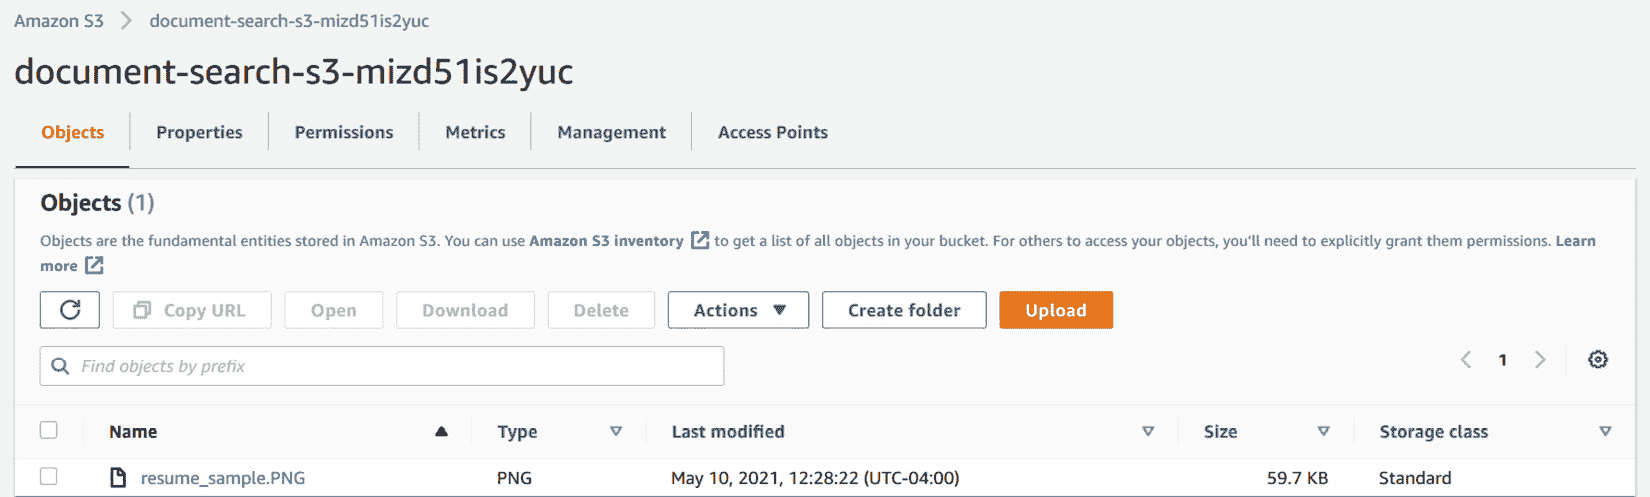 Amazon S3 > document-search-s3-mizd51is2yuc
document-search-s3-mizd51is2yuc
Objects Properties Permissions Metrics Management Access Points
Objects (1)
Objects are the fundamental entities stored in Amazon S3. You can use Amazon S3 inventory to get a list of all objects in your bucket. For others to access your objects, you'll need to explicitly grant them permissions. Learn
more
Copy URL Open Download Delete Actions Create folder Upload
Find objects by prefix 1
Name Type Last modified Size Storage class
resume_sample.PNG PNG May 10, 2021, 12:28:22 (UTC-04:00) 59.7 KB Standard